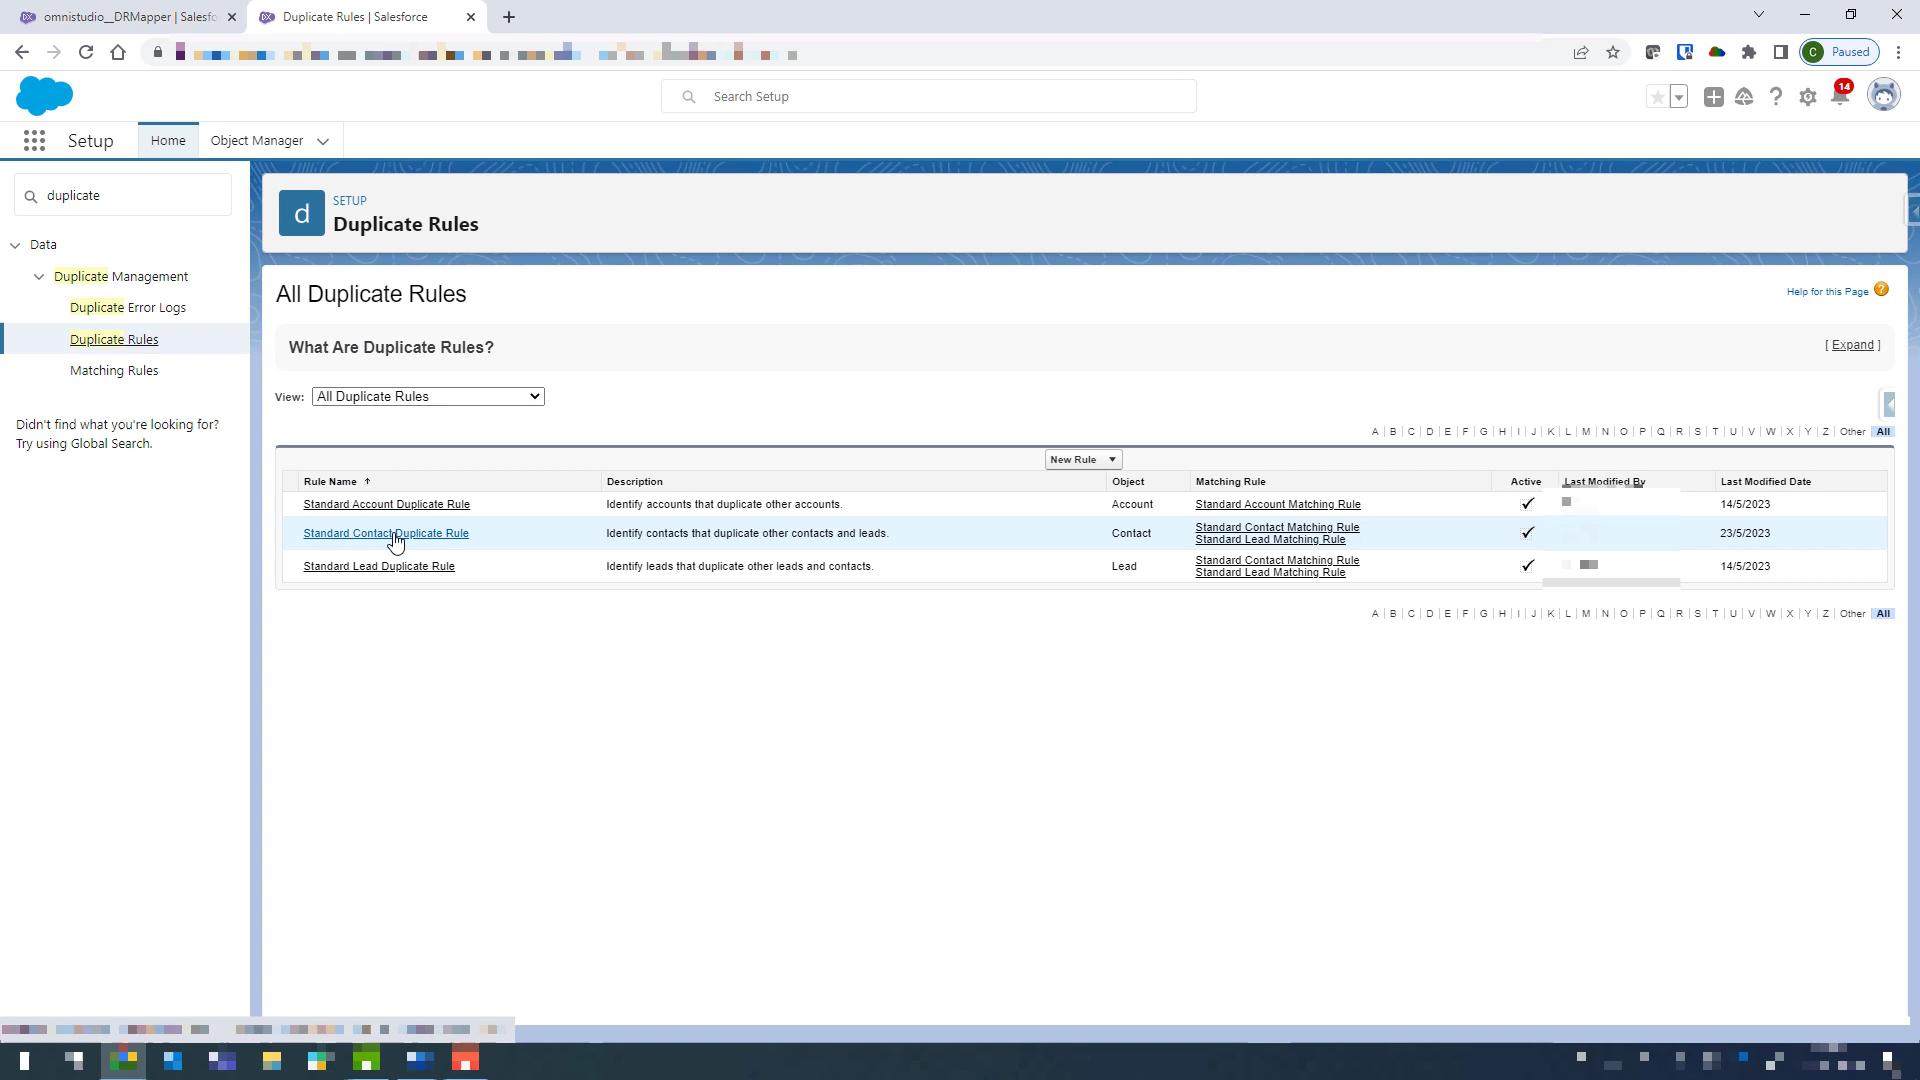 omnistudio__DRMapper | Salesfo
Duplicate Rules | Salesforce
C Paused
Search Setup
14
Setup
Home
Object Manager
duplicate
Data
Duplicate Management
Duplicate Error Logs
Duplicate Rules
Matching Rules
Didn't find what you're looking for?
Try using Global Search.
d
SETUP
Duplicate Rules
All Duplicate Rules
Help for this Page ?
What Are Duplicate Rules?
[ Expand ]
View: All Duplicate Rules
A | B | C | D | E | F | G | H | I | J | K | L | M | N | O | P | Q | R | S | T | U | V | W | X | Y | Z | Other All
New Rule
Rule Name ↑ Description Object Matching Rule Active Last Modified By Last Modified Date
Standard Account Duplicate Rule Identify accounts that duplicate other accounts. Account Standard Account Matching Rule ✓ 14/5/2023
Standard Contact Duplicate Rule Identify contacts that duplicate other contacts and leads. Contact Standard Contact Matching Rule ✓ 23/5/2023
Standard Lead Matching Rule
Standard Lead Duplicate Rule Identify leads that duplicate other leads and contacts. Lead Standard Contact Matching Rule ✓ 14/5/2023
Standard Lead Matching Rule
A | B | C | D | E | F | G | H | I | J | K | L | M | N | O | P | Q | R | S | T | U | V | W | X | Y | Z | Other All